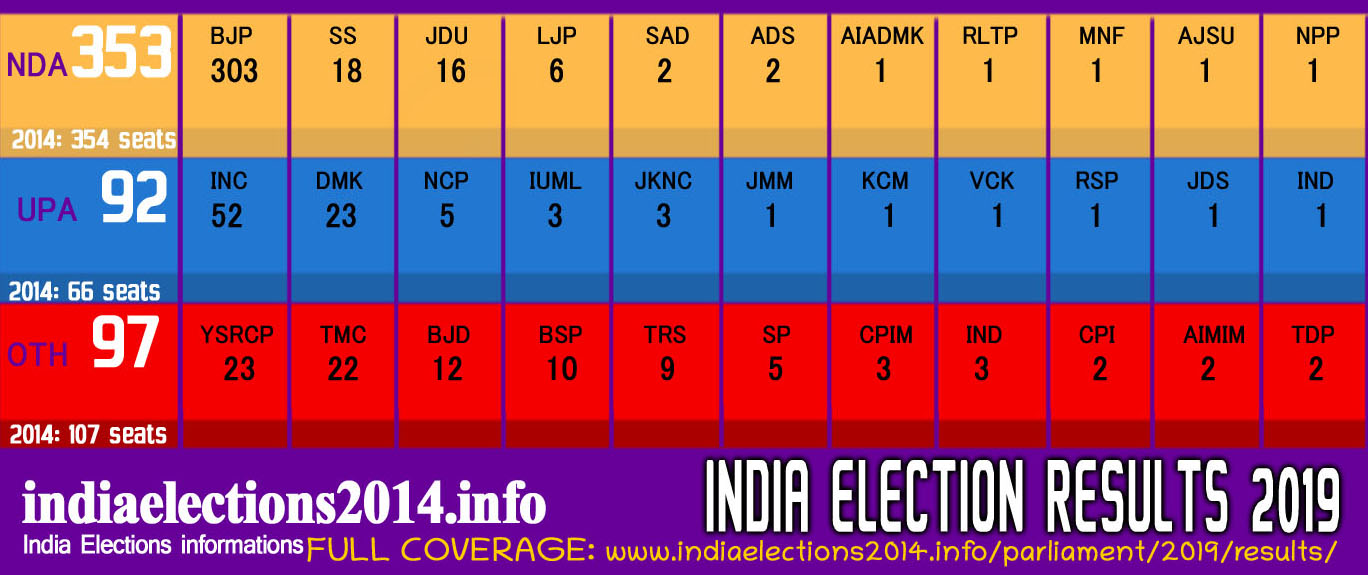 NDA 353 BJP SS JDU LJP SAD ADS AIADMK RLTP MNF AJSU NPP
303 18 16 6 2 2 1 1 1 1 1
2014: 354 seats
UPA 92 INC DMK NCP IUML JKNC JMM KCM VCK RSP JDS IND
52 23 5 3 3 1 1 1 1 1 1
2014: 66 seats
OTH 97 YSRCP TMC BJD BSP TRS SP CPIM IND CPI AIMIM TDP
23 22 12 10 9 5 3 3 2 2 2
2014: 107 seats
indiaelections2014.info
India Elections informations
INDIA ELECTION RESULTS 2019
FULL COVERAGE: www.indiaelections2014.info/parliament/2019/results/